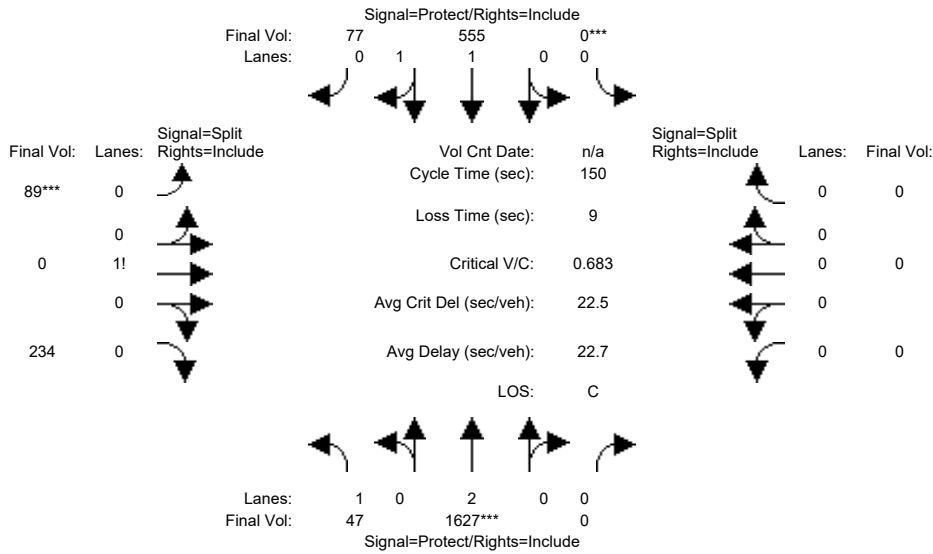 Signal=Protect/Rights=Include
Final Vol: 77 555 0***
Lanes: 0 1 1 0 0
Signal=Split
Final Vol: Lanes: Rights=Include
Vol Cnt Date: n/a
Signal=Split
Rights=Include Lanes: Final Vol:
Cycle Time (sec): 150
89*** 0
0 0
Loss Time (sec): 9
0
0
0 1!
Critical V/C: 0.683
0 0
0
Avg Crit Del (sec/veh): 22.5
0
234 0
Avg Delay (sec/veh): 22.7
0 0
LOS: C
Lanes: 1 0 2 0 0
Final Vol: 47 1627*** 0
Signal=Protect/Rights=Include